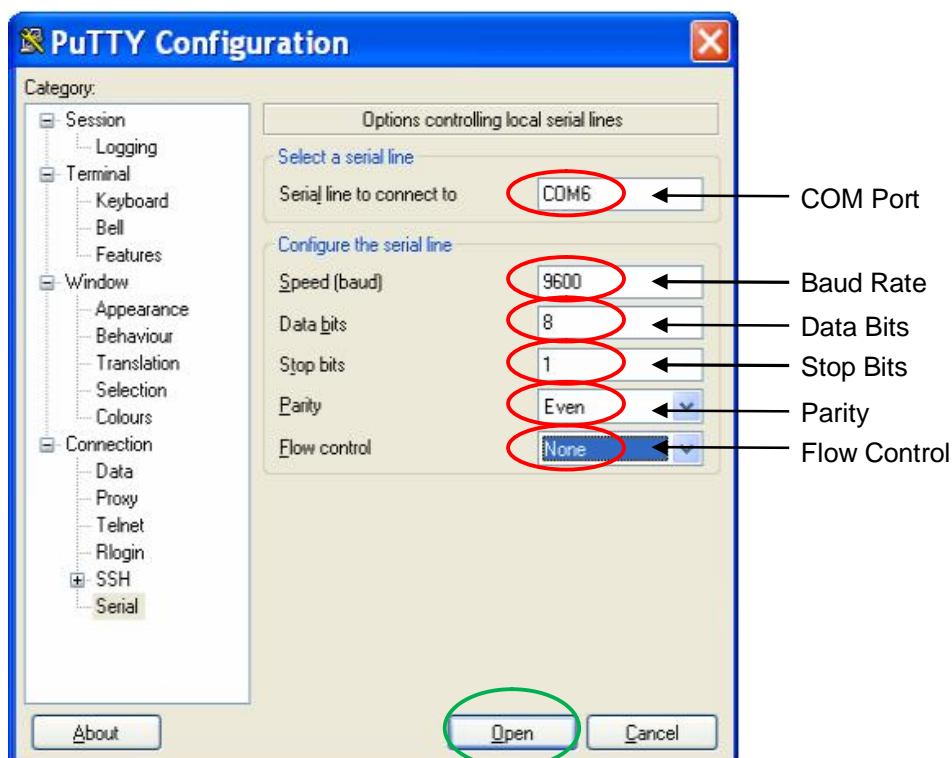 PuTTY Configuration
Category:
Session
Logging
Terminal
Keyboard
Bell
Features
Window
Appearance
Behaviour
Translation
Selection
Colours
Connection
Data
Proxy
Telnet
Rlogin
SSH
Serial
Options controlling local serial lines
Select a serial line
Serial line to connect to COM6 COM Port
Configure the serial line
Speed (baud) 9600 Baud Rate
Data bits 8 Data Bits
Stop bits 1 Stop Bits
Parity Even Parity
Flow control None Flow Control
About Open Cancel